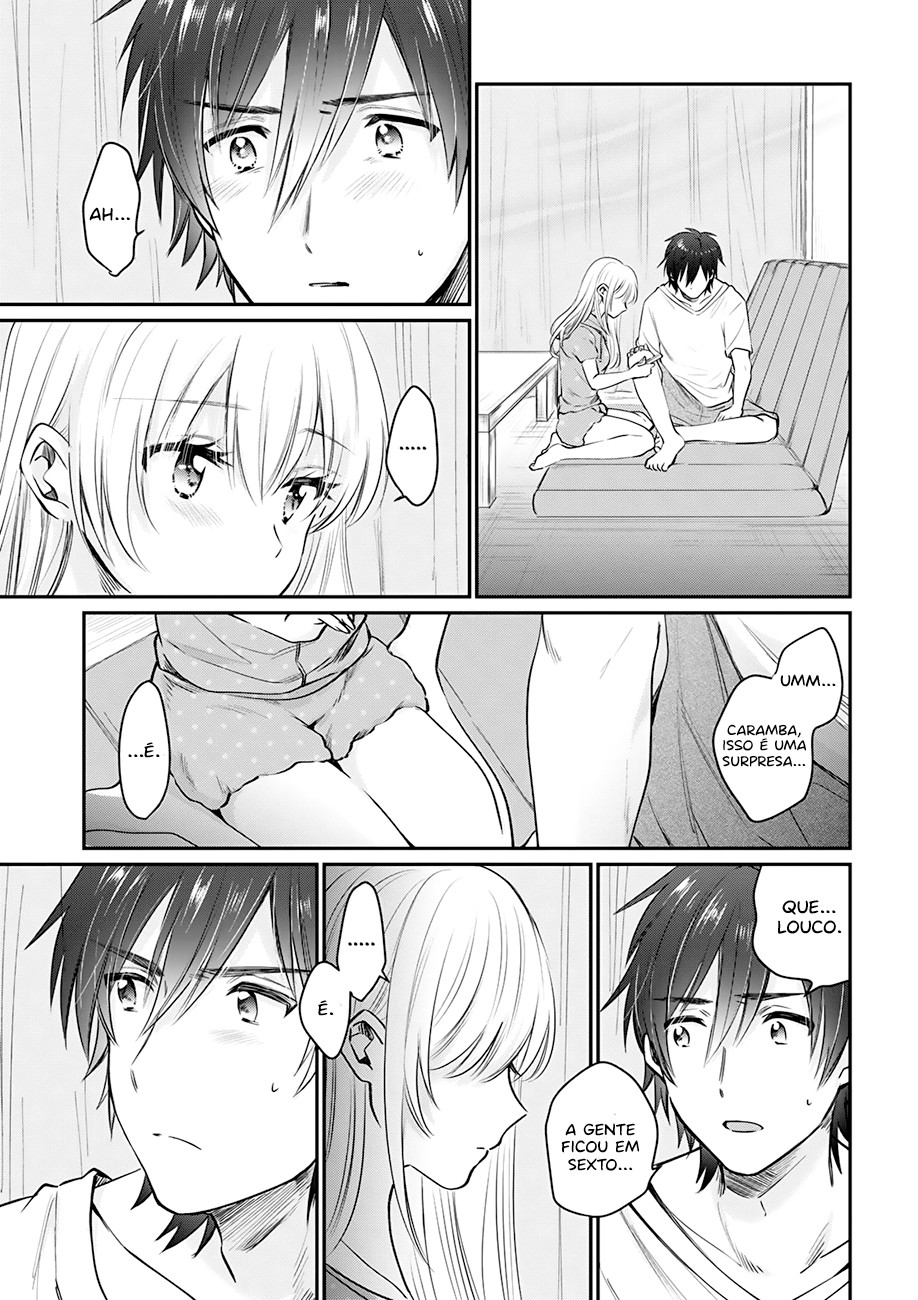 AH...
......
UMM...
CARAMBA,
ISSO É UMA
SURPRESA...
...É.
QUE...
LOUCO.
A GENTE
FICOU EM
SEXTO...
......
É.